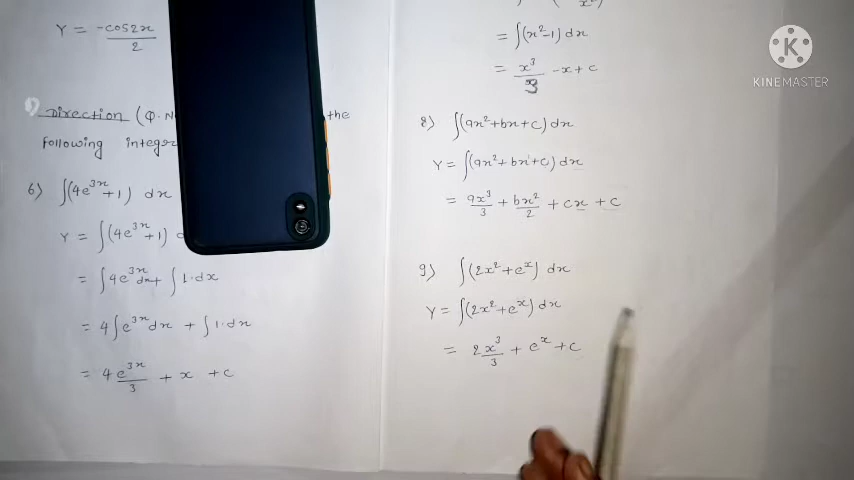 Y = -cos2x/2
Direction (Q.N the
following integr
6) ∫(4e^3x+1) dx
Y = ∫(4e^3x+1)
= ∫4e^3x dx + ∫1.dx
= 4∫e^3x dx + ∫1.dx
= 4e^3x/3 + x + c
= ∫(x²-1) dx
= x³/3 - x + c
8) ∫(ax²+bx+c) dx
Y = ∫(ax²+bx+c) dx
= ax³/3 + bx²/2 + cx + c
9) ∫(2x²+e^x) dx
Y = ∫(2x²+e^x) dx
= 2x³/3 + e^x + c
KINEMASTER